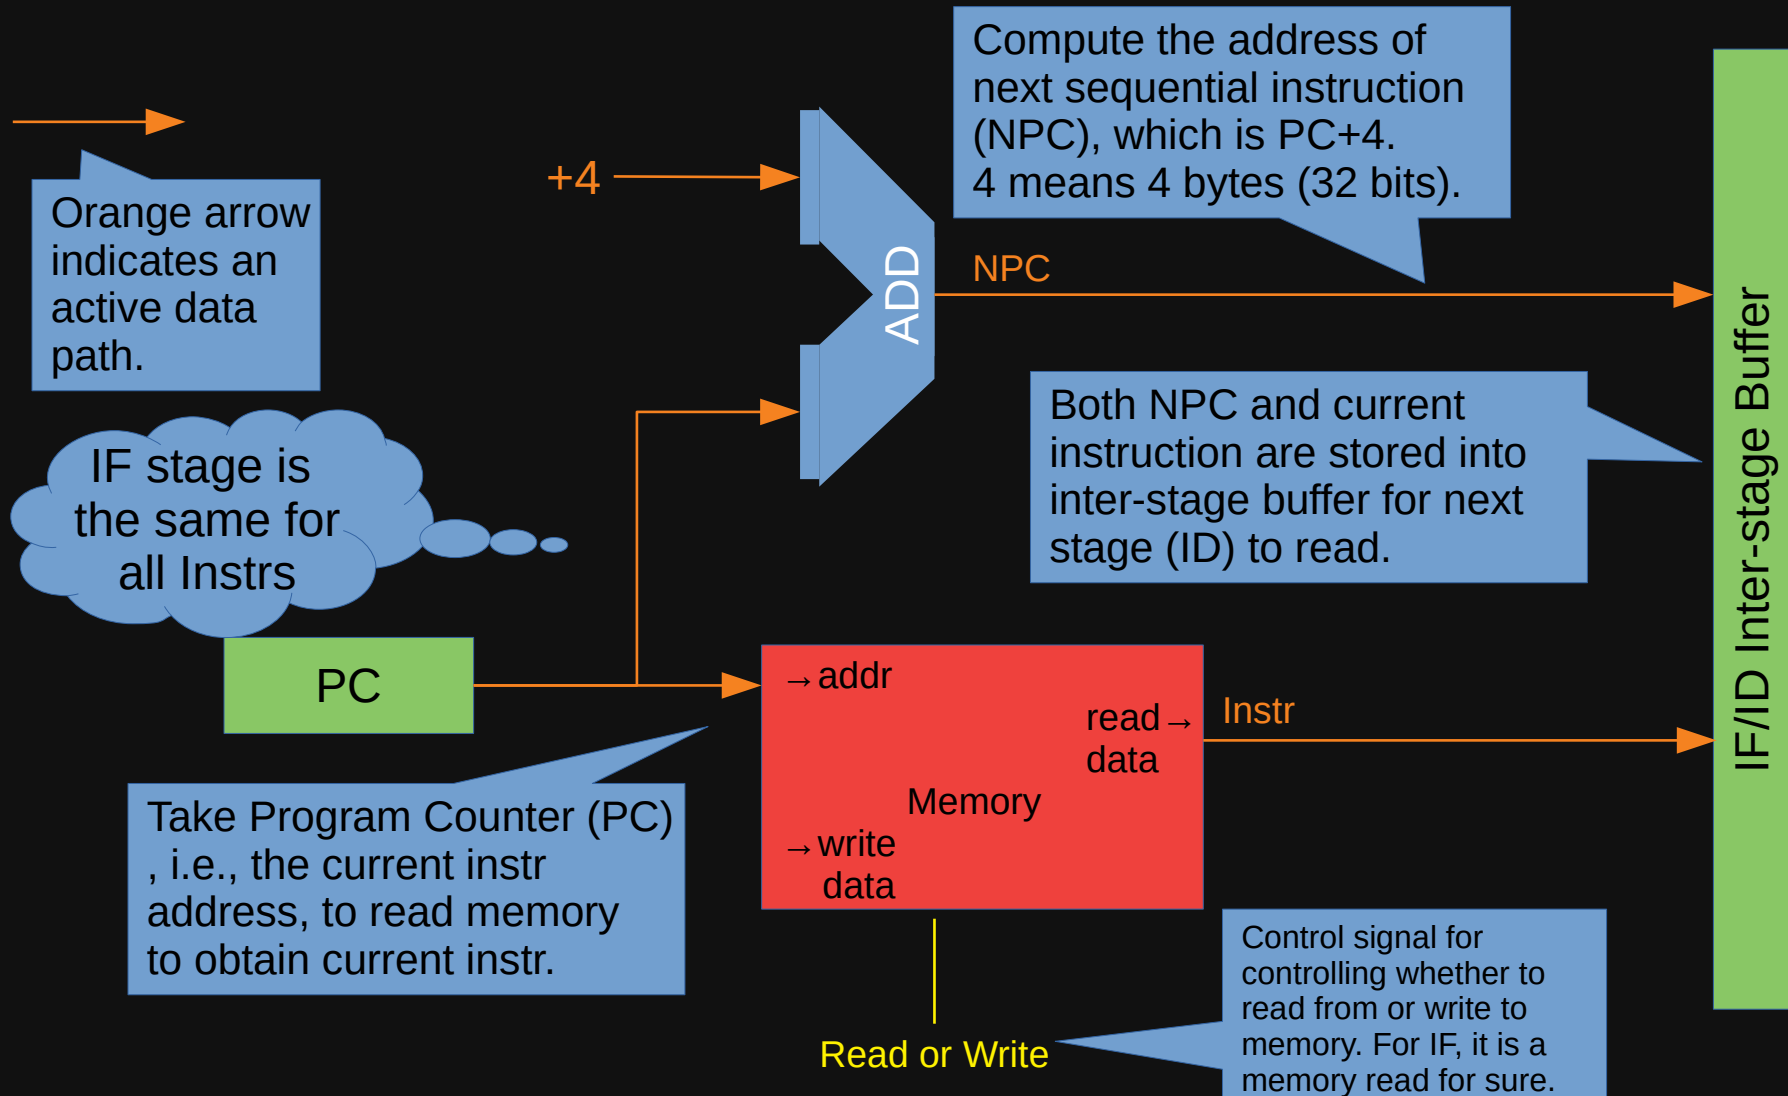 Compute the address of
next sequential instruction
(NPC), which is PC+4.
4 means 4 bytes (32 bits).
+4
Orange arrow
indicates an
active data
path.
ADD
NPC
Both NPC and current
instruction are stored into
inter-stage buffer for next
stage (ID) to read.
IF/ID Inter-stage Buffer
IF stage is
the same for
all Instrs
PC
→addr
read→
data
Memory
→write
data
Instr
Take Program Counter (PC)
, i.e., the current instr
address, to read memory
to obtain current instr.
Read or Write
Control signal for
controlling whether to
read from or write to
memory. For IF, it is a
memory read for sure.